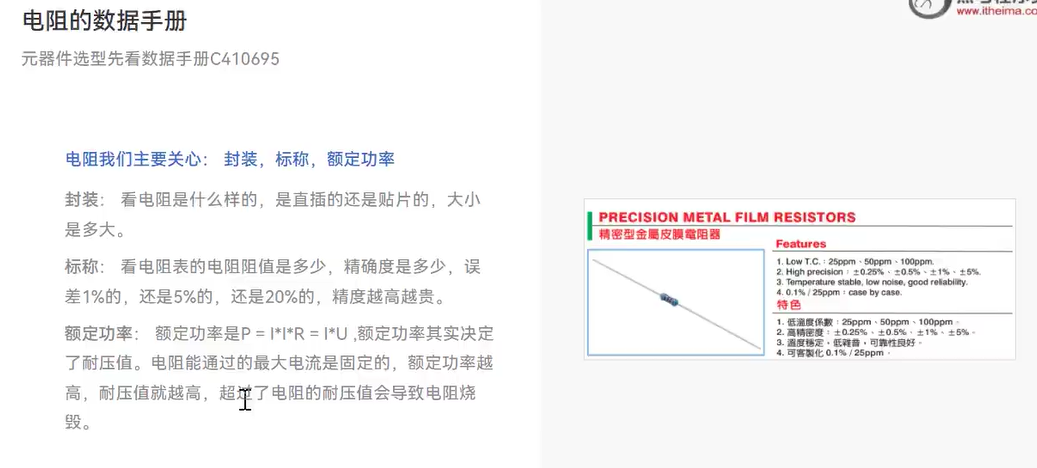 电阻的数据手册
元器件选型先看数据手册C410695
www.itheima.co
电阻我们主要关心： 封装，标称，额定功率
封装： 看电阻是什么样的，是直插的还是贴片的，大小
是多大。
标称： 看电阻表的电阻阻值是多少，精确度是多少，误
差1%的，还是5%的，还是20%的，精度越高越贵。
额定功率： 额定功率是P = I*I*R = I*U ,额定功率其实决定
了耐压值。电阻能通过的最大电流是固定的，额定功率越
高，耐压值就越高，超过了电阻的耐压值会导致电阻烧
毁。
PRECISION METAL FILM RESISTORS
精密型金屬皮膜電阻器
Features
1. Low T.C. : 25ppm、50ppm、100ppm.
2. High precision : ±0.25%、±0.5%、±1%、±5%.
3. Temperature stable, low noise, good reliability.
4. 0.1% / 25ppm : case by case.
特色
1. 低溫度係數 : 25ppm、50ppm、100ppm。
2. 高精密度 : ±0.25%、±0.5%、±1%、±5%。
3. 溫度穩定、低雜音、可靠性良好。
4. 可客製化 0.1% / 25ppm。